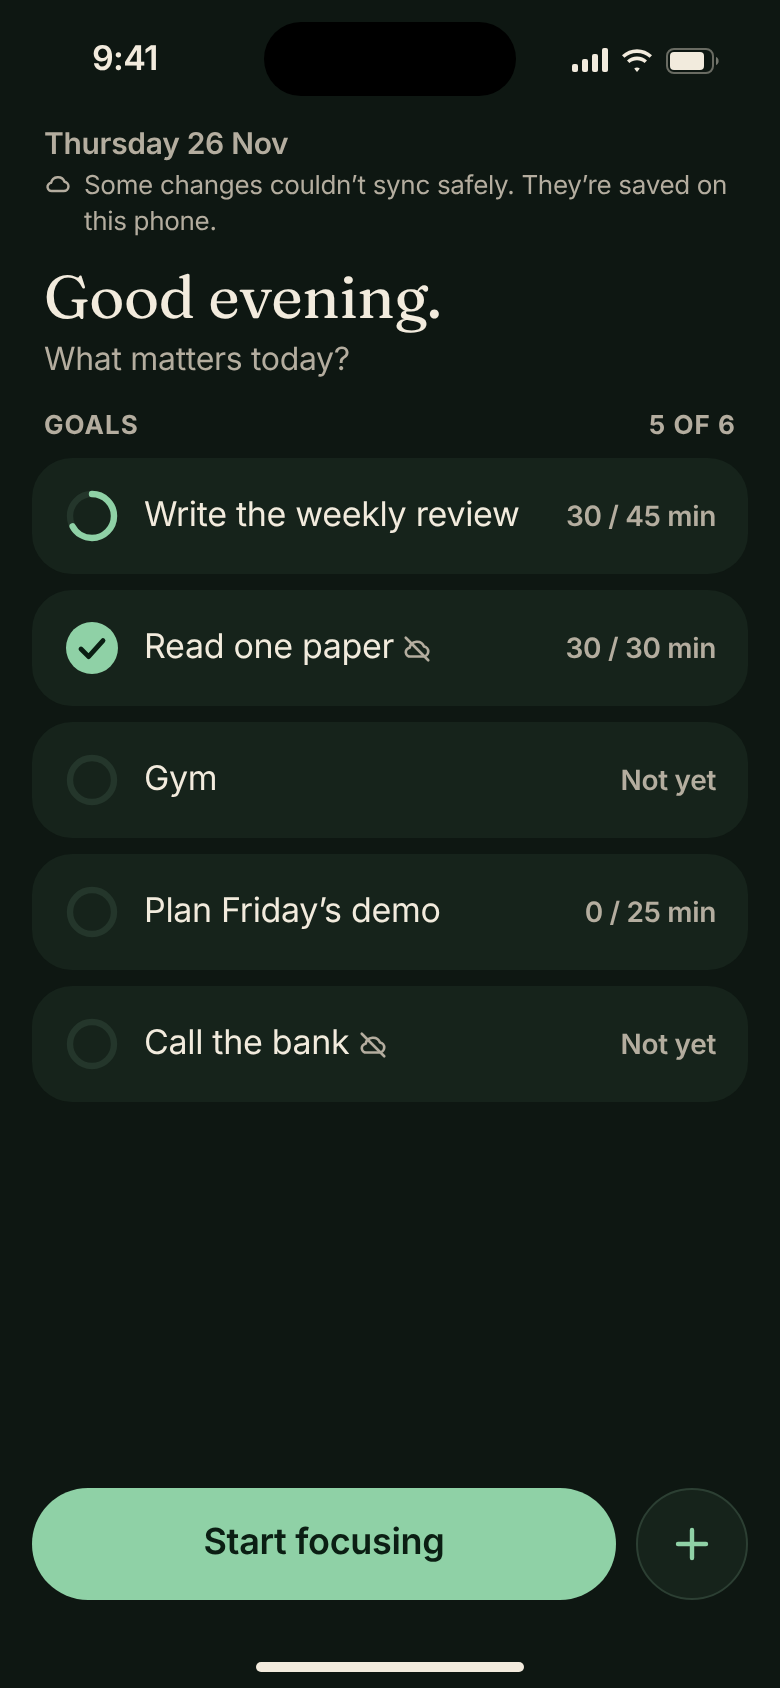 9:41
Thursday 26 Nov
Some changes couldn’t sync safely. They’re saved on
this phone.
Good evening.
What matters today?
GOALS 5 OF 6
Write the weekly review 30 / 45 min
Read one paper 30 / 30 min
Gym Not yet
Plan Friday’s demo 0 / 25 min
Call the bank Not yet
Start focusing